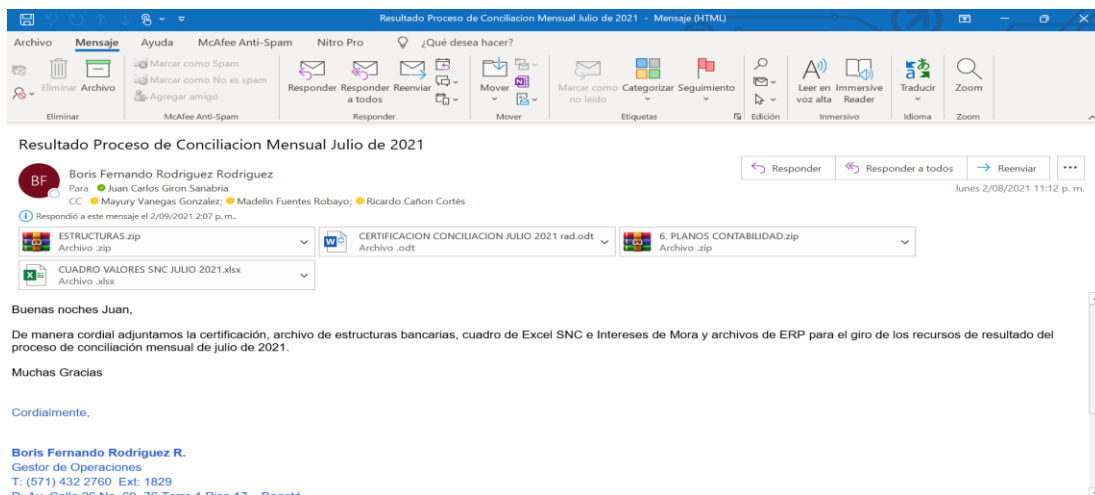 Resultado Proceso de Conciliacion Mensual Julio de 2021 - Mensaje (HTML)
Archivo Mensaje Ayuda McAfee Anti-Spam Nitro Pro ¿Qué desea hacer?
Eliminar Archivo
Marcar como Spam
Marcar como No es spam
Agregar amigo
Responder Responder a todos Reenviar
Mover
Marcar como no leído Categorizar Seguimiento
Edición
Leer en voz alta Immersive Reader
Traducir
Zoom
Eliminar McAfee Anti-Spam Responder Mover Etiquetas Inmersivo Idioma Zoom
Resultado Proceso de Conciliacion Mensual Julio de 2021
BF
Boris Fernando Rodriguez Rodriguez
Para Juan Carlos Giron Sanabria
CC Mayury Vanegas Gonzalez; Madelin Fuentes Robayo; Ricardo Cañon Cortés
Responder Responder a todos Reenviar
lunes 2/08/2021 11:12 p. m.
Respondió a este mensaje el 2/09/2021 2:07 p. m..
ESTRUCTURAS.zip
Archivo .zip
CERTIFICACION CONCILIACION JULIO 2021 rad.odt
Archivo .odt
6. PLANOS CONTABILIDAD.zip
Archivo .zip
CUADRO VALORES SNC JULIO 2021.xlsx
Archivo .xlsx
Buenas noches Juan,
De manera cordial adjuntamos la certificación, archivo de estructuras bancarias, cuadro de Excel SNC e Intereses de Mora y archivos de ERP para el giro de los recursos de resultado del
proceso de conciliación mensual de julio de 2021.
Muchas Gracias
Cordialmente,
Boris Fernando Rodríguez R.
Gestor de Operaciones
T: (571) 432 2760 Ext: 1829